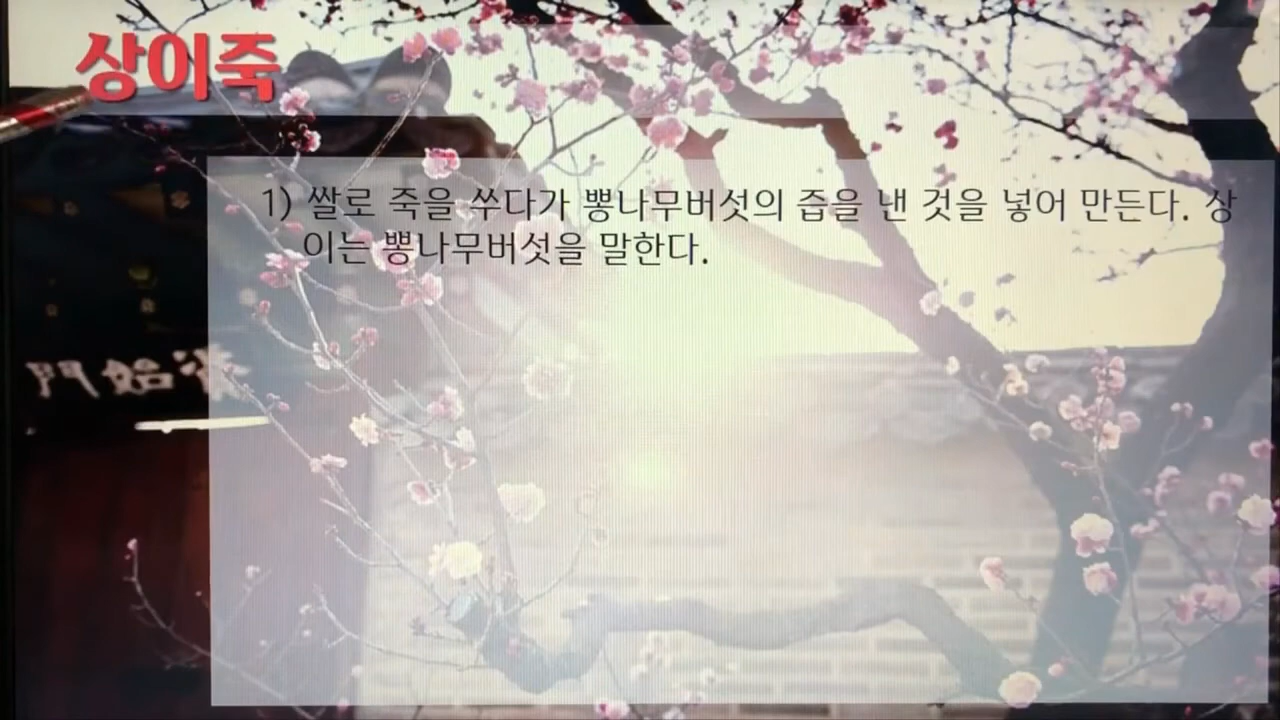 상이죽
1) 쌀로 죽을 쑤다가 뽕나무버섯의 즙을 낸 것을 넣어 만든다. 상
이는 뽕나무버섯을 말한다.